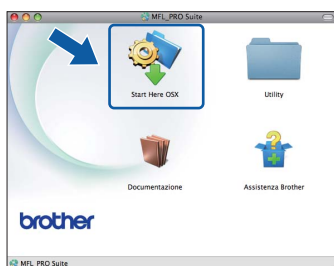 MFL_PRO Suite
Start Here OSX
Utility
Documentazione
Assistenza Brother
brother
MFL_PRO Suite